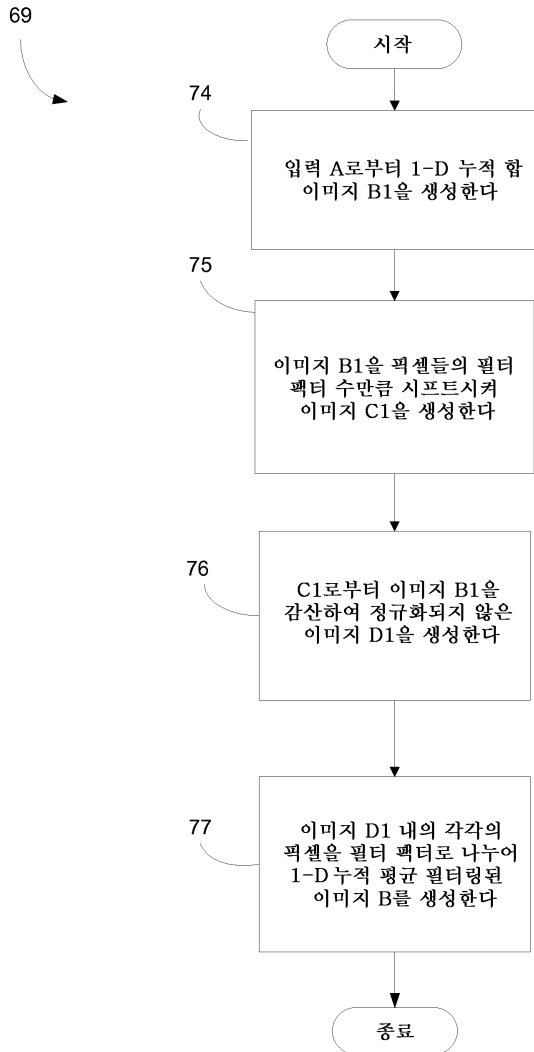 69
시작
74
입력 A로부터 1-D 누적 합
이미지 B1을 생성한다
75
이미지 B1을 픽셀들의 필터
팩터 수만큼 시프트시켜
이미지 C1을 생성한다
76
C1로부터 이미지 B1을
감산하여 정규화되지 않은
이미지 D1을 생성한다
77
이미지 D1 내의 각각의
픽셀을 필터 팩터로 나누어
1-D 누적 평균 필터링된
이미지 B를 생성한다
종료